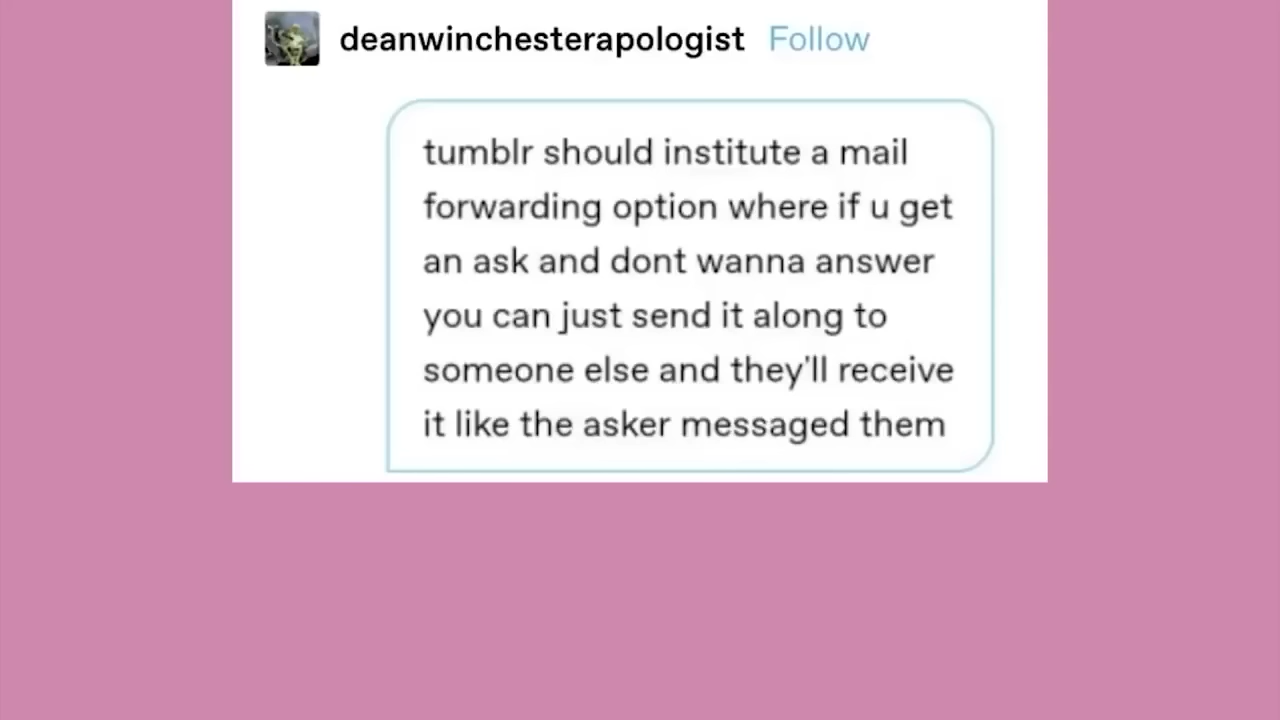 deanwinchesterapologist Follow
tumblr should institute a mail
forwarding option where if u get
an ask and dont wanna answer
you can just send it along to
someone else and they'll receive
it like the asker messaged them